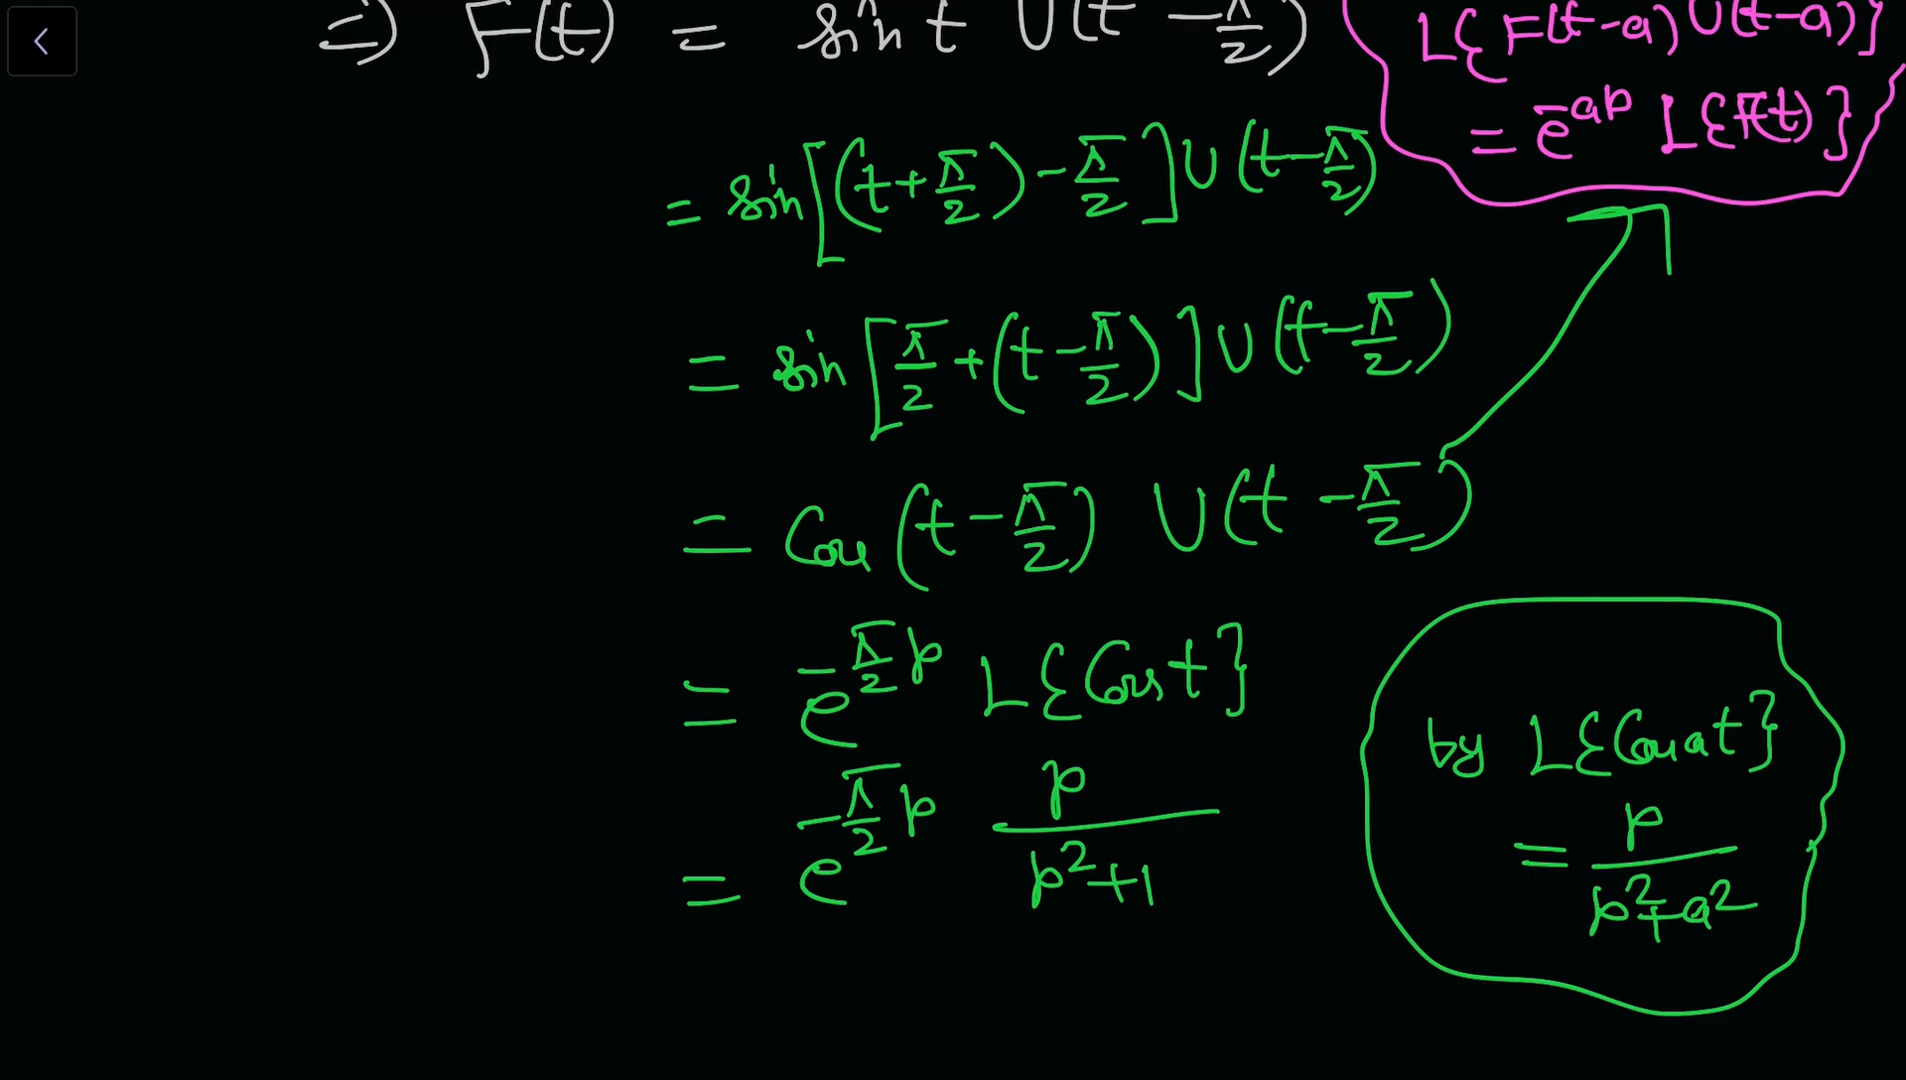 ⇒ F(t) = sin t U(t - π/2)
L{F(t-a) U(t-a)}
= e^-ap L{F(t)}
= sin[(t+π/2) - π/2] U(t - π/2)
= sin[π/2 + (t - π/2)] U(t - π/2)
= Cos(t - π/2) U(t - π/2)
= e^(-π/2 p) L{Cos t}
= e^(-π/2 p) p/(p²+1)
by L{Cos at}
= p/(p²+a²)